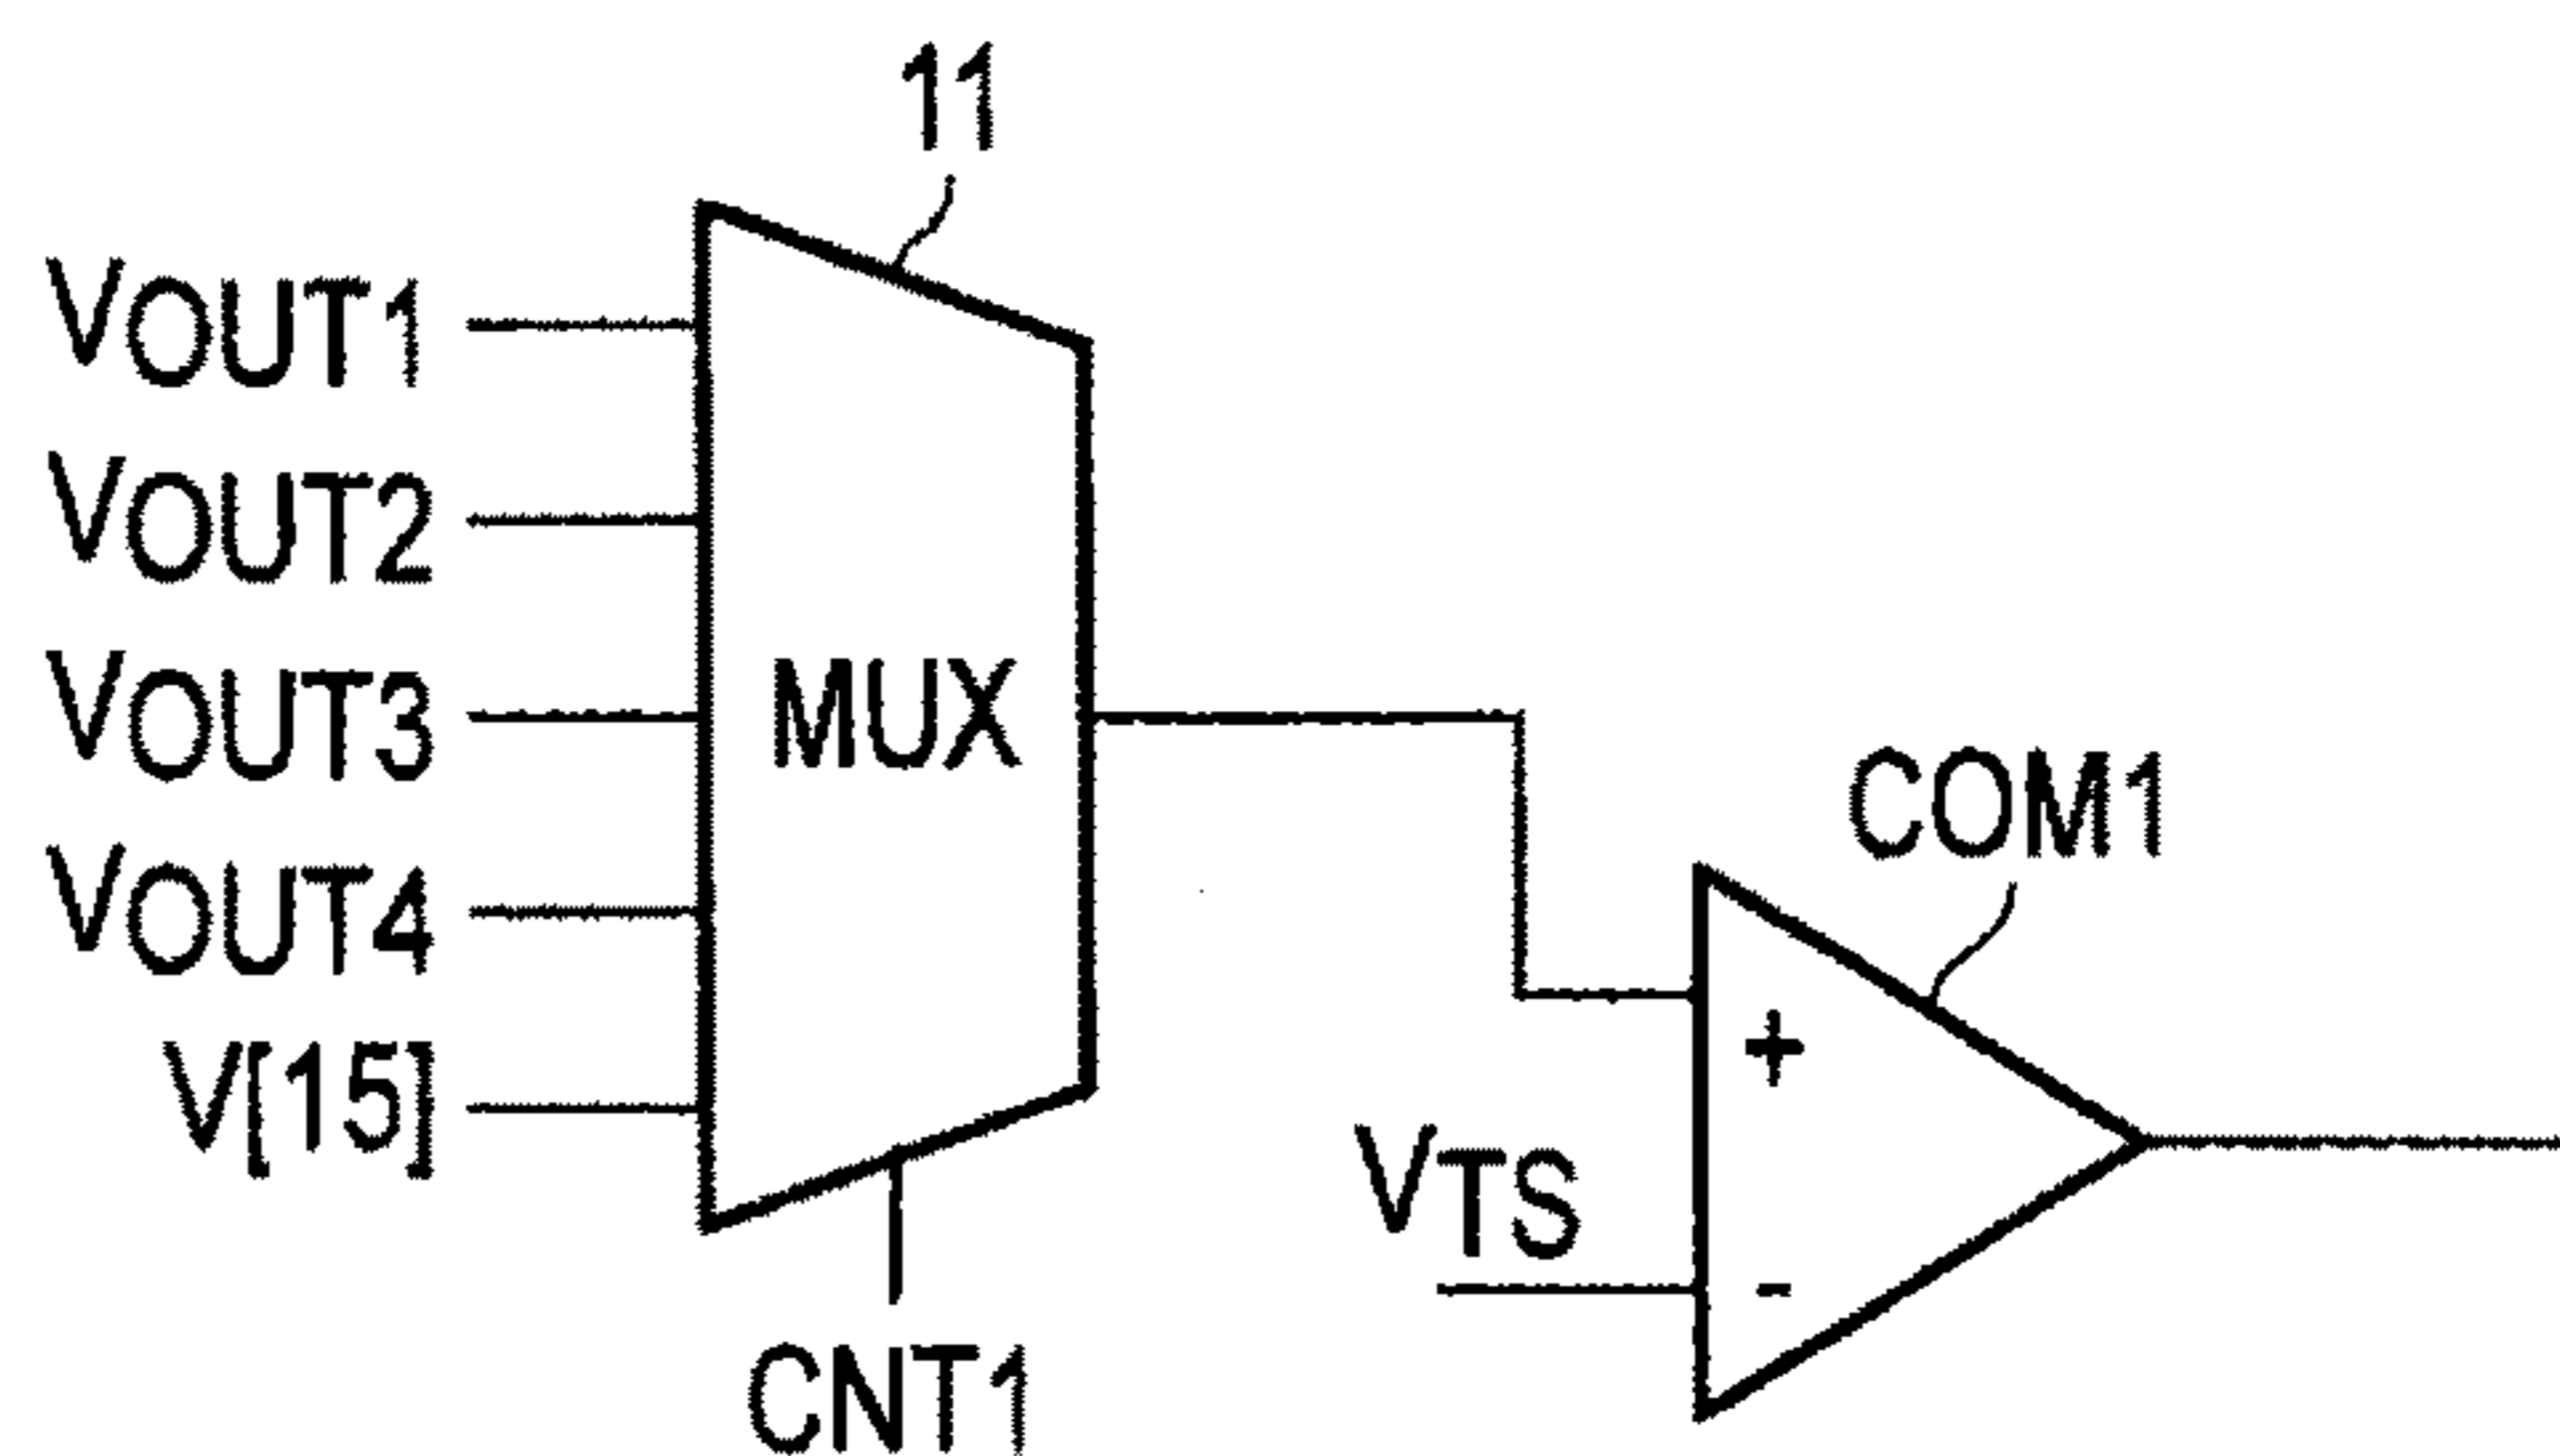 11
VOUT1
VOUT2
VOUT3
VOUT4
V[15]
MUX
CNT1
COM1
+
VTS
-